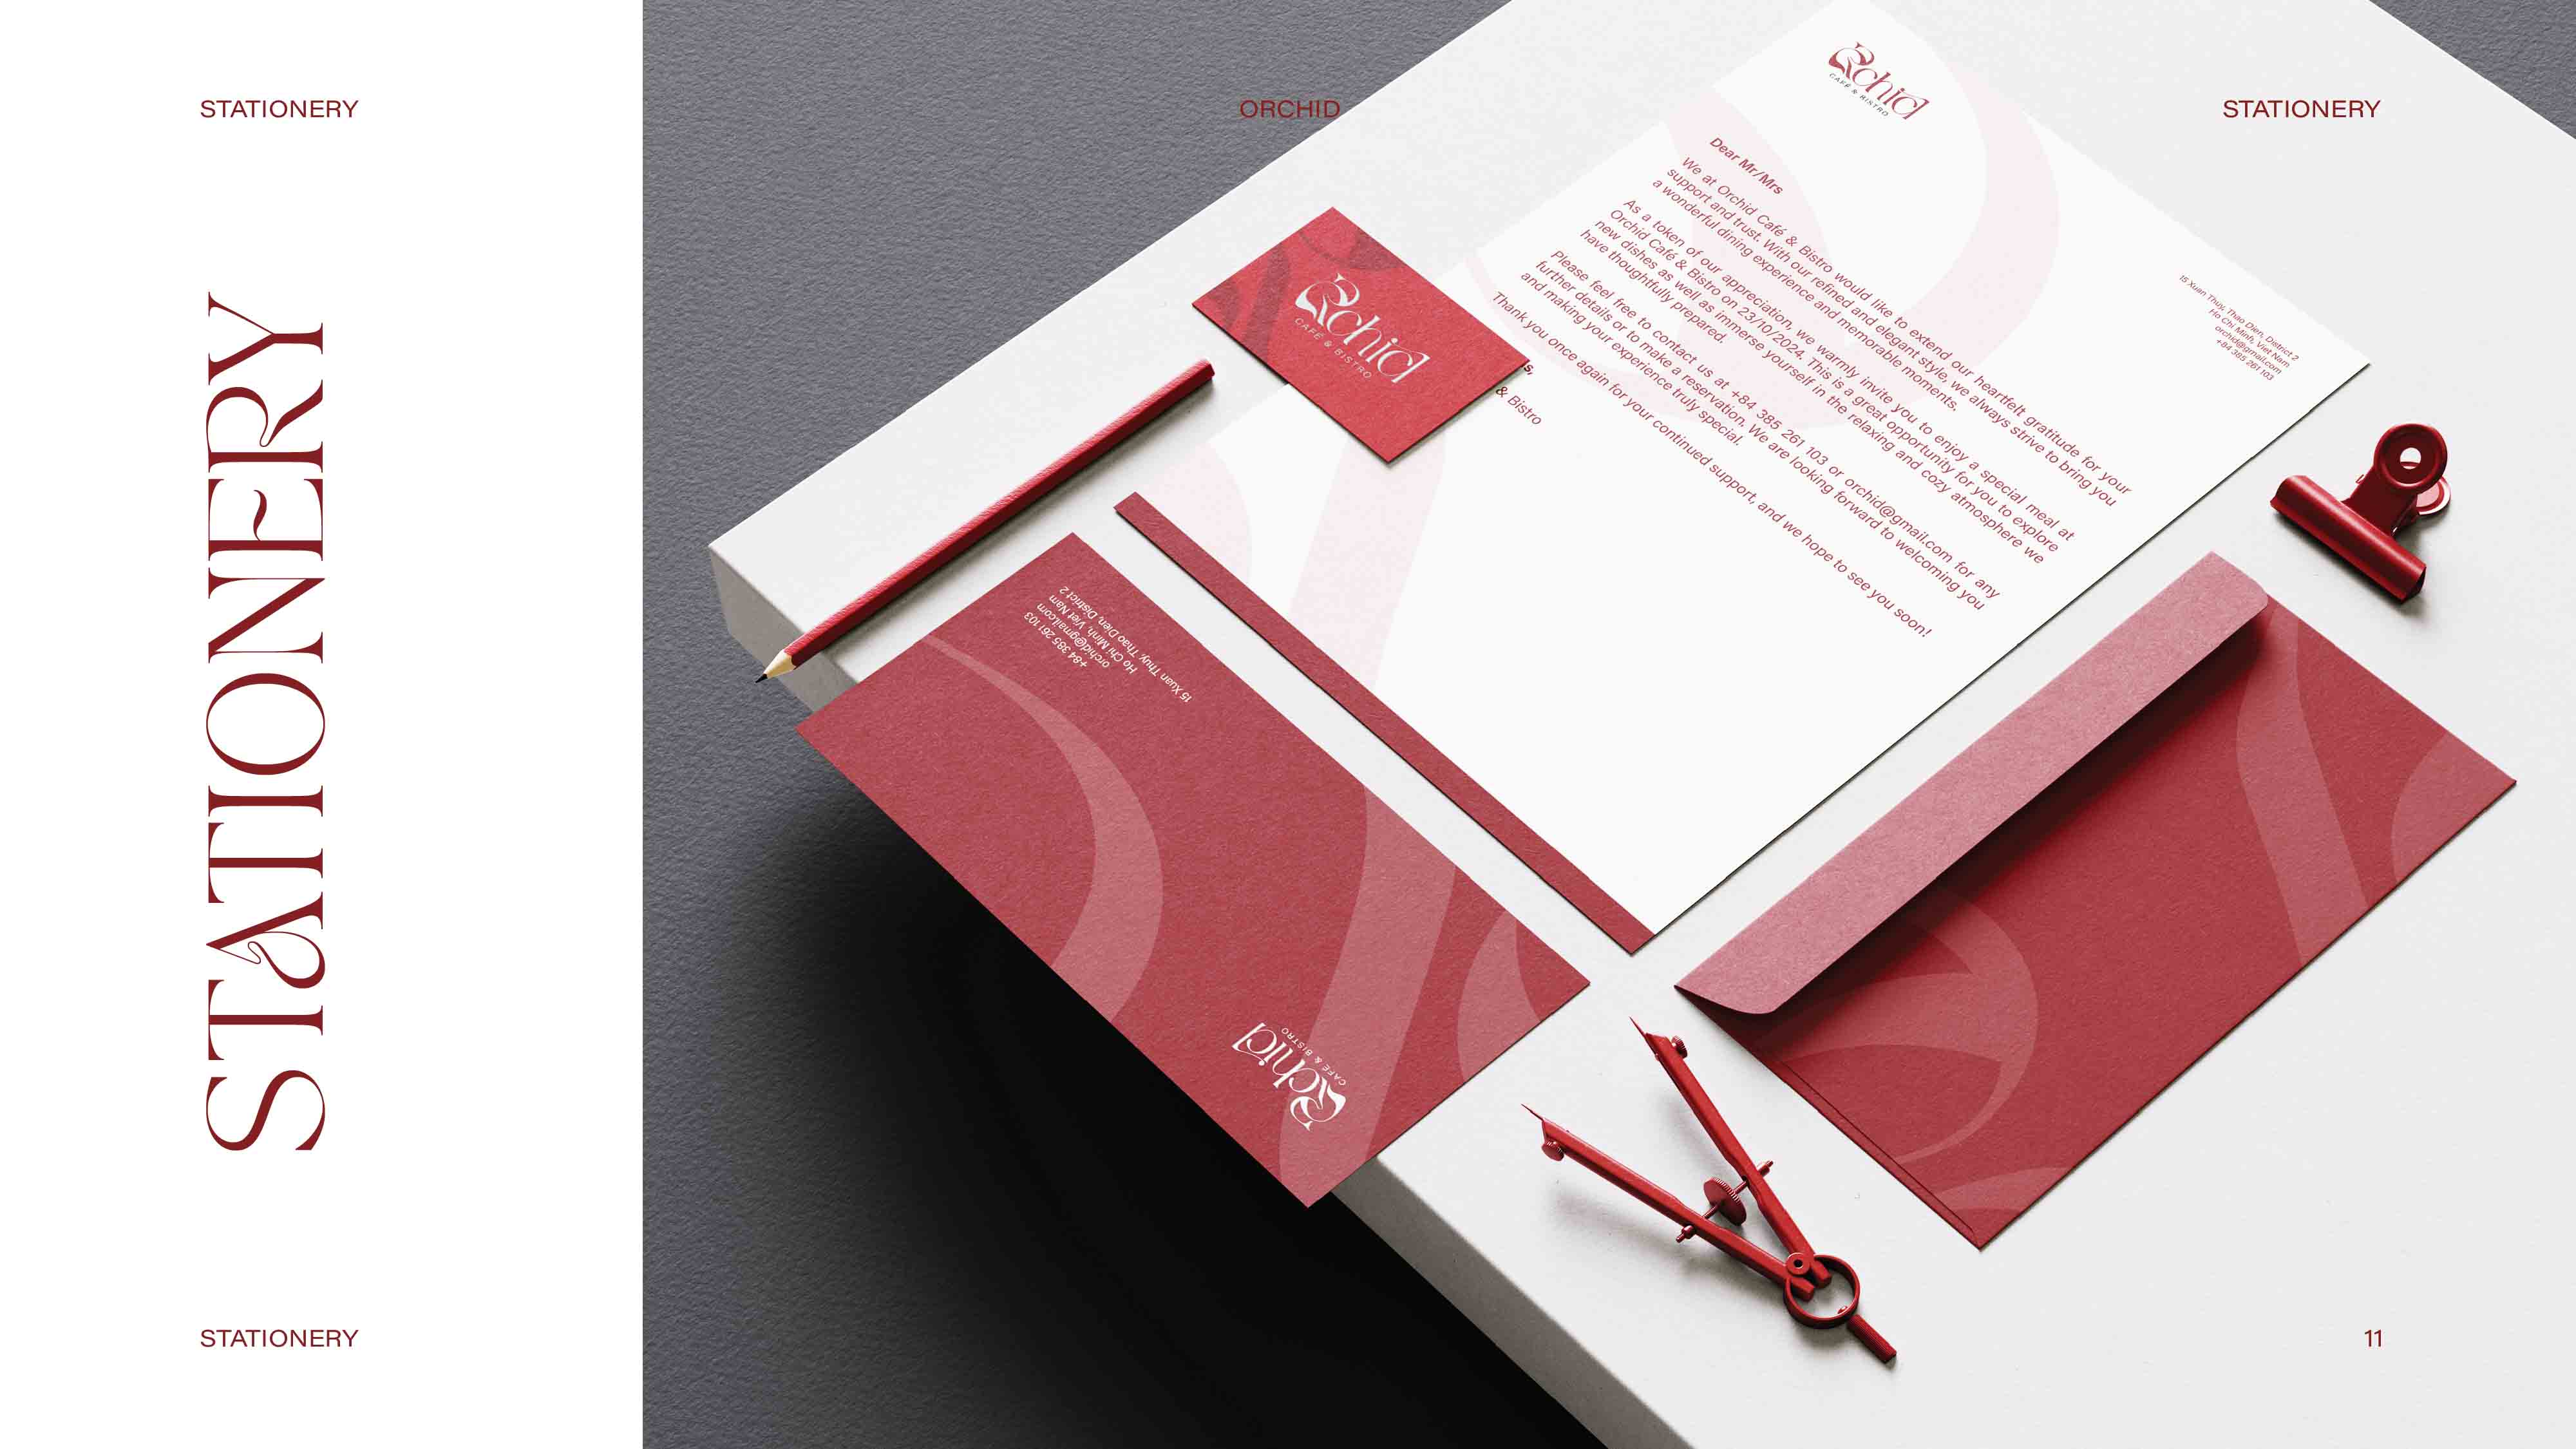 STATIONERY
ORCHID
STATIONERY
STATIONERY
Orchid
CAFÉ & BISTRO
Dear Mr/Mrs
We at Orchid Café & Bistro would like to extend our heartfelt gratitude for your
support and trust. With our refined and elegant style, we always strive to bring you
a wonderful dining experience and memorable moments.
As a token of our appreciation, we warmly invite you to enjoy a special meal at
Orchid Café & Bistro on 23/10/2024. This is a great opportunity for you to explore
new dishes as well as immerse yourself in the relaxing and cozy atmosphere we
have thoughtfully prepared.
Please feel free to contact us at +84 385 261 103 or orchid@gmail.com for any
further details or to make a reservation. We are looking forward to welcoming you
and making your experience truly special.
Thank you once again for your continued support, and we hope to see you soon!
s,
& Bistro
15 Xuan Thuy, Thao Dien, District 2
Ho Chi Minh, Viet Nam
orchid@gmail.com
+84 385 261 103
Orchid
CAFÉ & BISTRO
15 Xuan Thuy, Thao Dien, District 2
Ho Chi Minh, Viet Nam
orchid@gmail.com
+84 385 261 103
Orchid
CAFÉ & BISTRO
STATIONERY
11